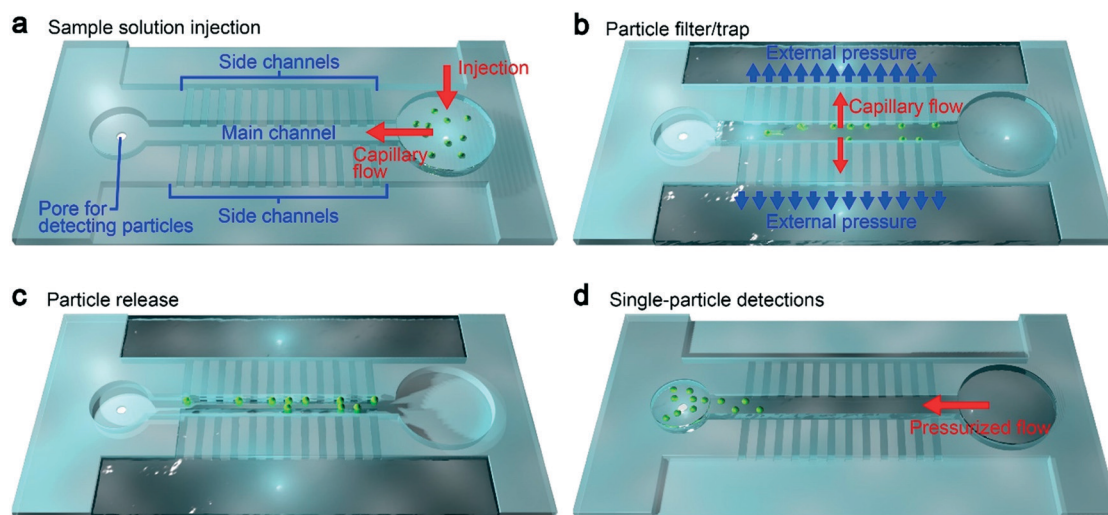 a Sample solution injection
Side channels
Injection
Main channel
Capillary
flow
Pore for
detecting particles
Side channels
b Particle filter/trap
External pressure
Capillary flow
External pressure
c Particle release
d Single-particle detections
Pressurized flow